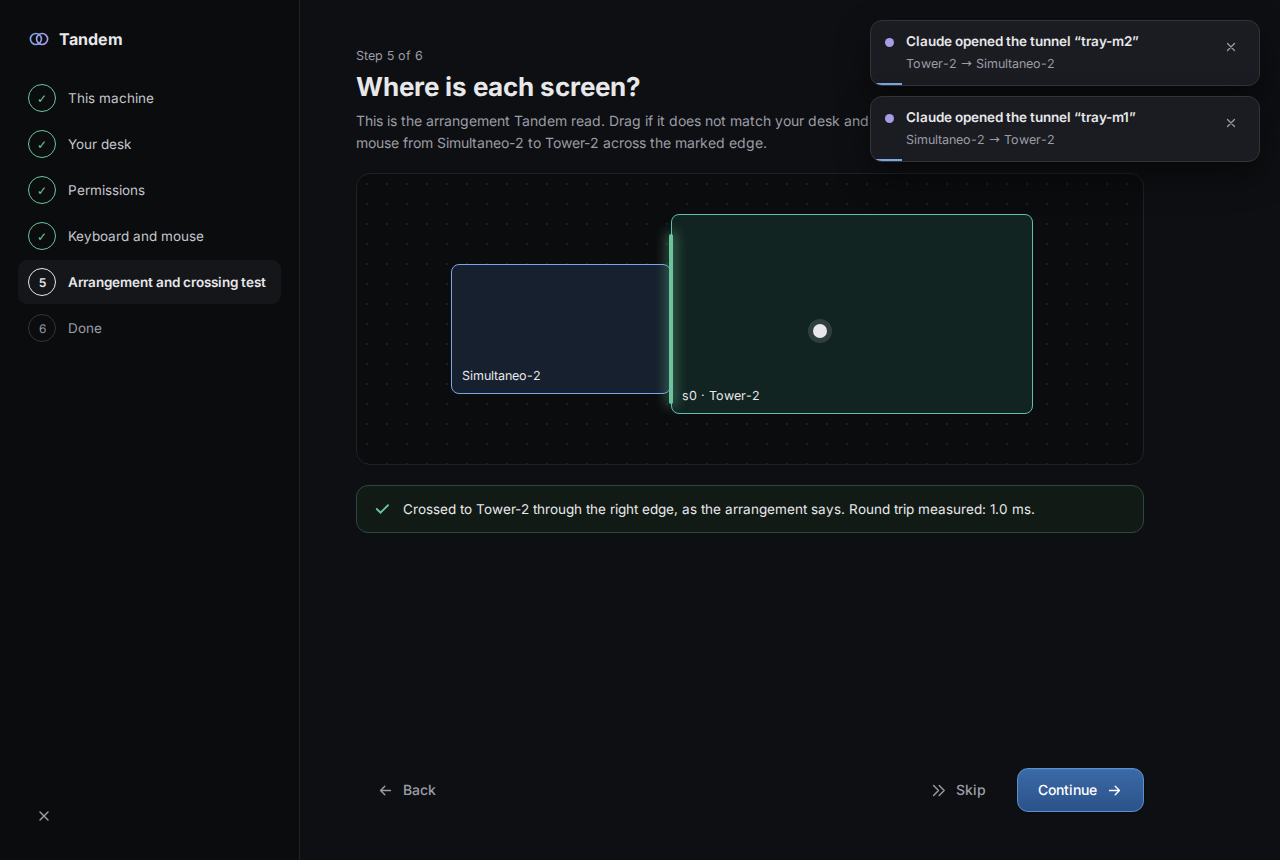 Tandem
✓ This machine
✓ Your desk
✓ Permissions
✓ Keyboard and mouse
5 Arrangement and crossing test
6 Done
Step 5 of 6
Where is each screen?
This is the arrangement Tandem read. Drag if it does not match your desk and
mouse from Simultaneo-2 to Tower-2 across the marked edge.
Claude opened the tunnel “tray-m2”
Tower-2 → Simultaneo-2
Claude opened the tunnel “tray-m1”
Simultaneo-2 → Tower-2
Simultaneo-2
s0 · Tower-2
Crossed to Tower-2 through the right edge, as the arrangement says. Round trip measured: 1.0 ms.
← Back
Skip
Continue →